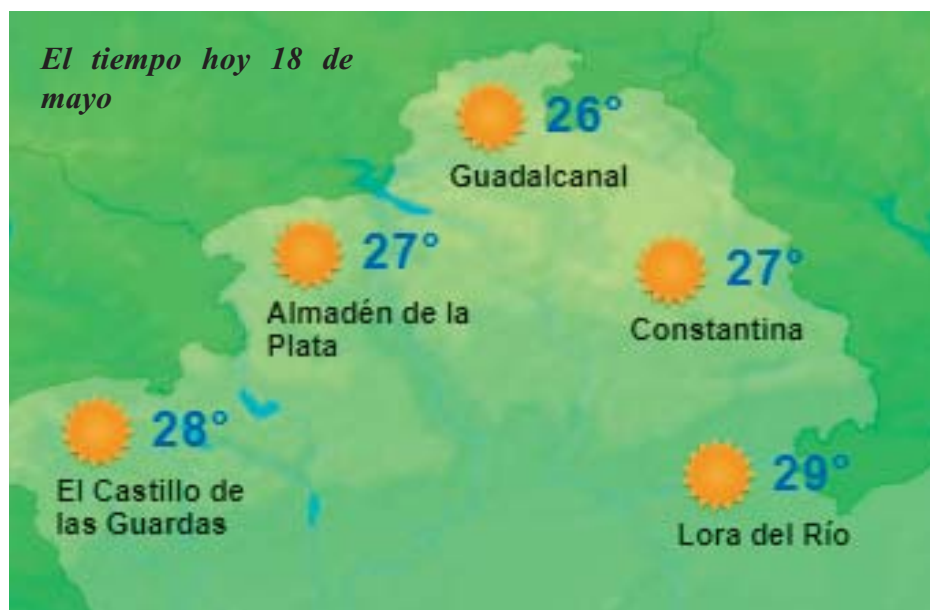 El tiempo hoy 18 de
mayo
26°
Guadalcanal
27°
Almadén de la
Plata
27°
Constantina
28°
El Castillo de
las Guardas
29°
Lora del Río